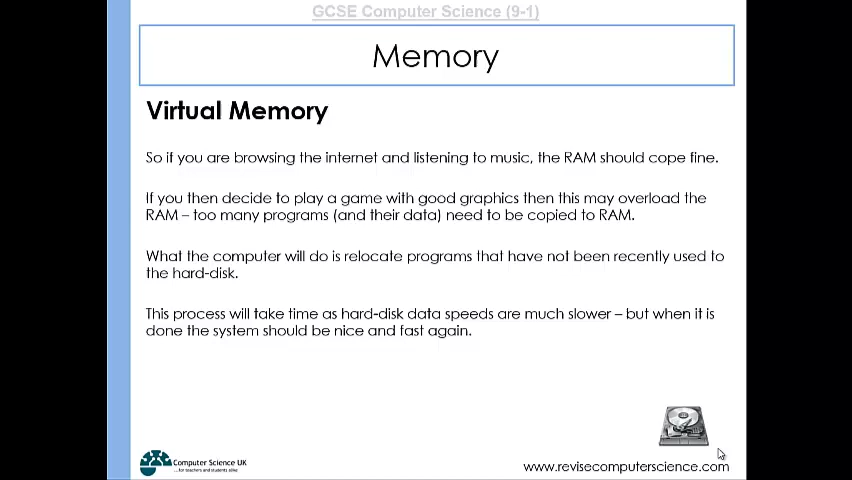 GCSE Computer Science (9-1)
Memory
Virtual Memory
So if you are browsing the internet and listening to music, the RAM should cope fine.
If you then decide to play a game with good graphics then this may overload the
RAM – too many programs (and their data) need to be copied to RAM.
What the computer will do is relocate programs that have not been recently used to
the hard-disk.
This process will take time as hard-disk data speeds are much slower – but when it is
done the system should be nice and fast again.
Computer Science UK
...for teachers and students alike
www.revisecomputerscience.com